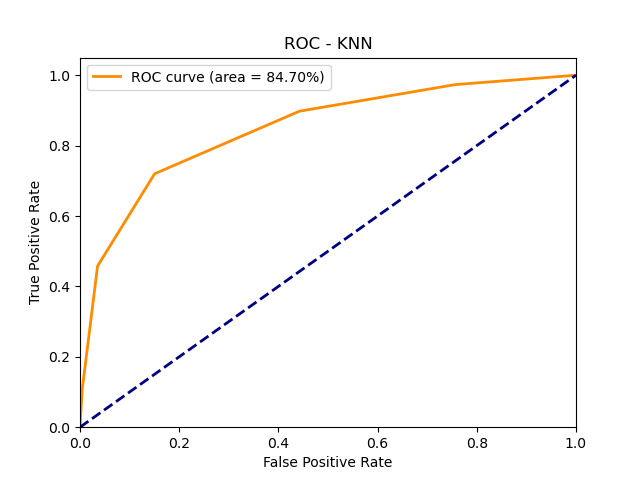 ROC - KNN
ROC curve (area = 84.70%)
True Positive Rate
1.0
0.8
0.6
0.4
0.2
0.0
0.0 0.2 0.4 0.6 0.8 1.0
False Positive Rate